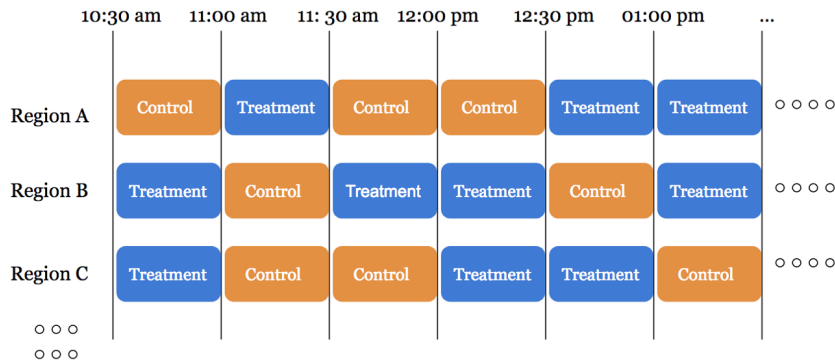 10:30 am 11:00 am 11: 30 am 12:00 pm 12:30 pm 01:00 pm ...
Region A Control Treatment Control Control Treatment Treatment
Region B Treatment Control Treatment Treatment Control Treatment
Region C Treatment Control Control Treatment Treatment Control